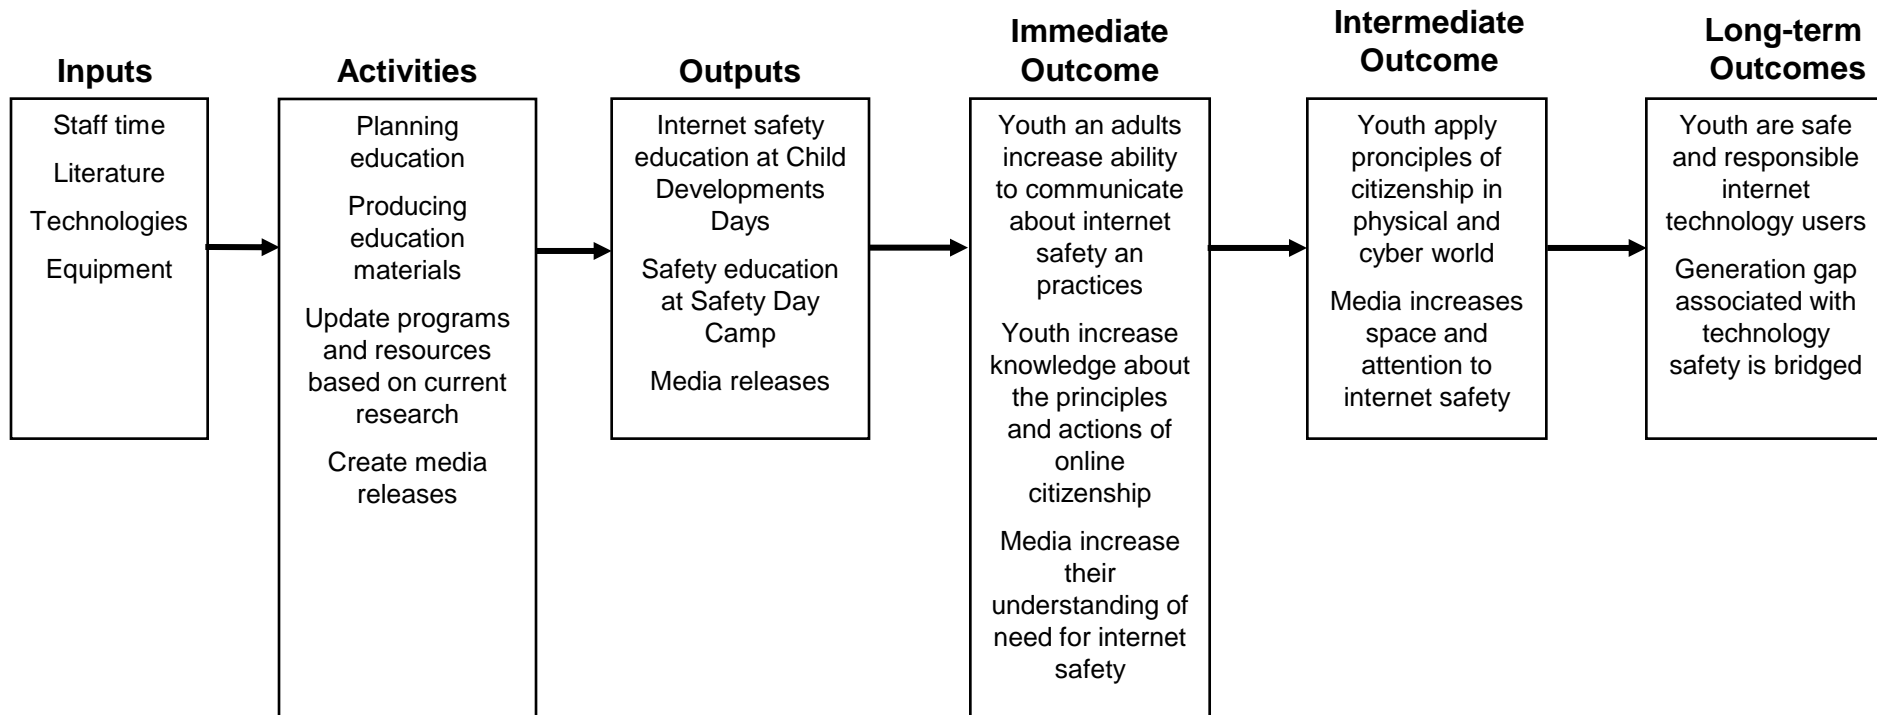 Inputs
Staff time
Literature
Technologies
Equipment
Activities
Planning
education
Producing
education
materials
Update programs
and resources
based on current
research
Create media
releases
Outputs
Internet safety
education at Child
Developments
Days
Safety education
at Safety Day
Camp
Media releases
Immediate
Outcome
Youth an adults
increase ability
to communicate
about internet
safety an
practices
Youth increase
knowledge about
the principles
and actions of
online
citizenship
Media increase
their
understanding of
need for internet
safety
Intermediate
Outcome
Youth apply
pronciples of
citizenship in
physical and
cyber world
Media increases
space and
attention to
internet safety
Long-term
Outcomes
Youth are safe
and responsible
internet
technology users
Generation gap
associated with
technology
safety is bridged